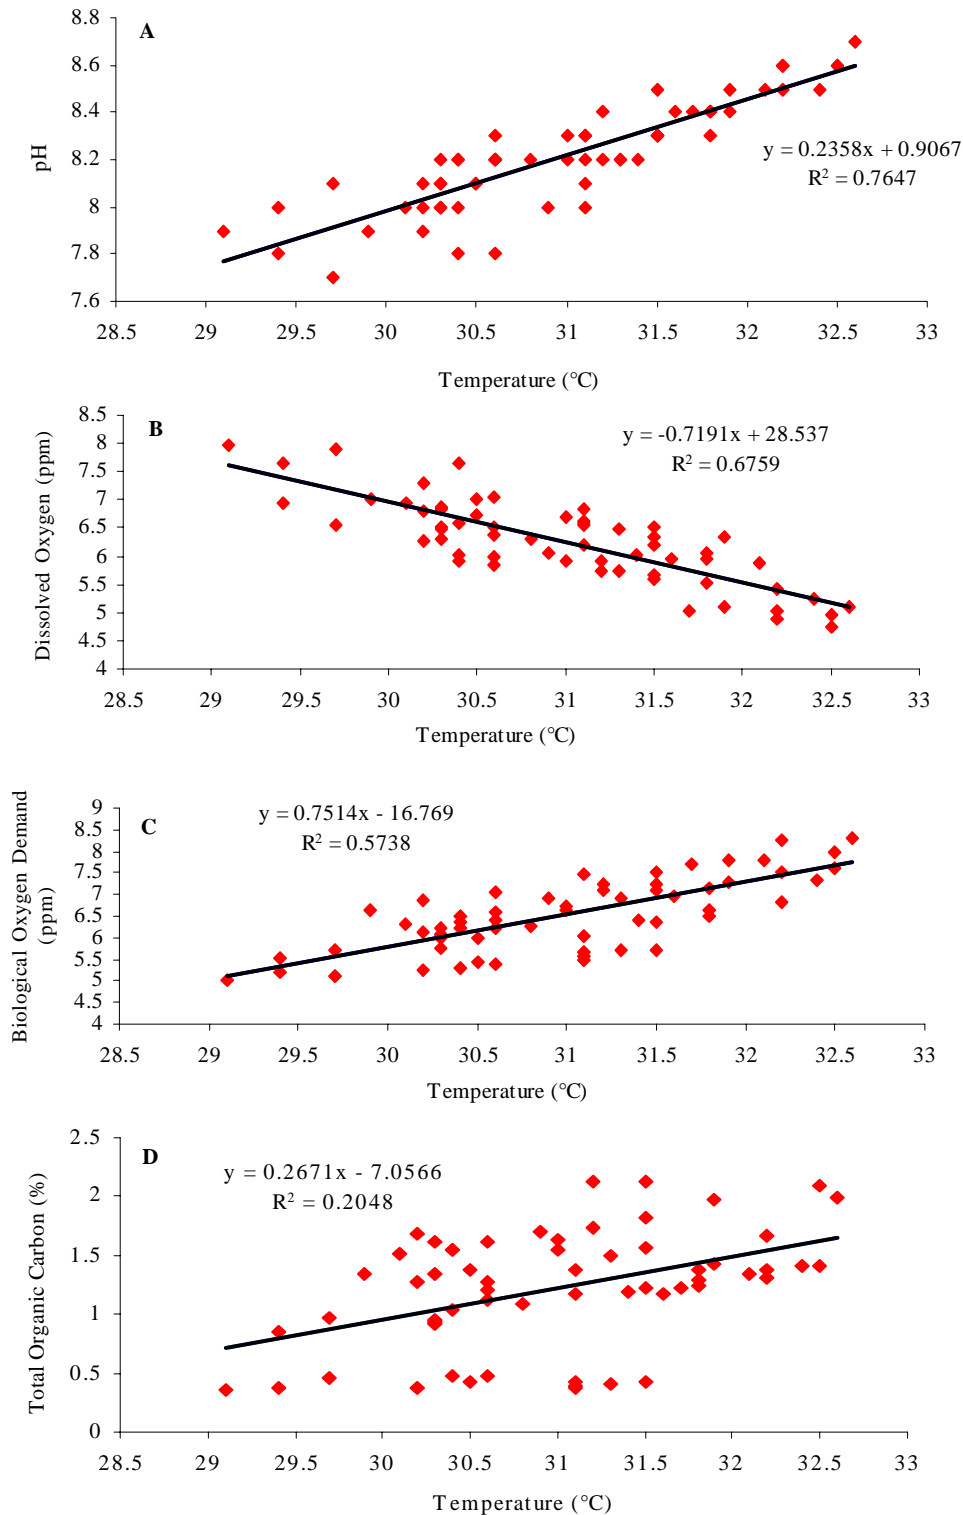 A
8.8
8.6
8.4
8.2
8
7.8
7.6
pH
y = 0.2358x + 0.9067
R² = 0.7647
28.5 29 29.5 30 30.5 31 31.5 32 32.5 33
Temperature (°C)
B
8.5
8
7.5
7
6.5
6
5.5
5
4.5
4
Dissolved Oxygen (ppm)
y = -0.7191x + 28.537
R² = 0.6759
28.5 29 29.5 30 30.5 31 31.5 32 32.5 33
Temperature (°C)
C
9
8.5
8
7.5
7
6.5
6
5.5
5
4.5
4
Biological Oxygen Demand
(ppm)
y = 0.7514x - 16.769
R² = 0.5738
28.5 29 29.5 30 30.5 31 31.5 32 32.5 33
Temperature (°C)
D
2.5
2
1.5
1
0.5
0
Total Organic Carbon (%)
y = 0.2671x - 7.0566
R² = 0.2048
28.5 29 29.5 30 30.5 31 31.5 32 32.5 33
Temperature (°C)